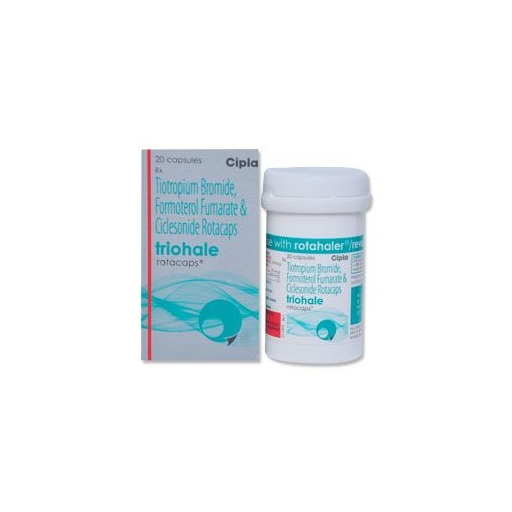 20 capsules Cipla
Rx
Tiotropium Bromide,
Formoterol Fumarate &
Ciclesonide Rotacaps
triohale
rotacaps®
with rotahaler®/
20 capsules Cipla
Tiotropium Bromide,
Formoterol Fumarate &
Ciclesonide Rotacaps
triohale
rotacaps®